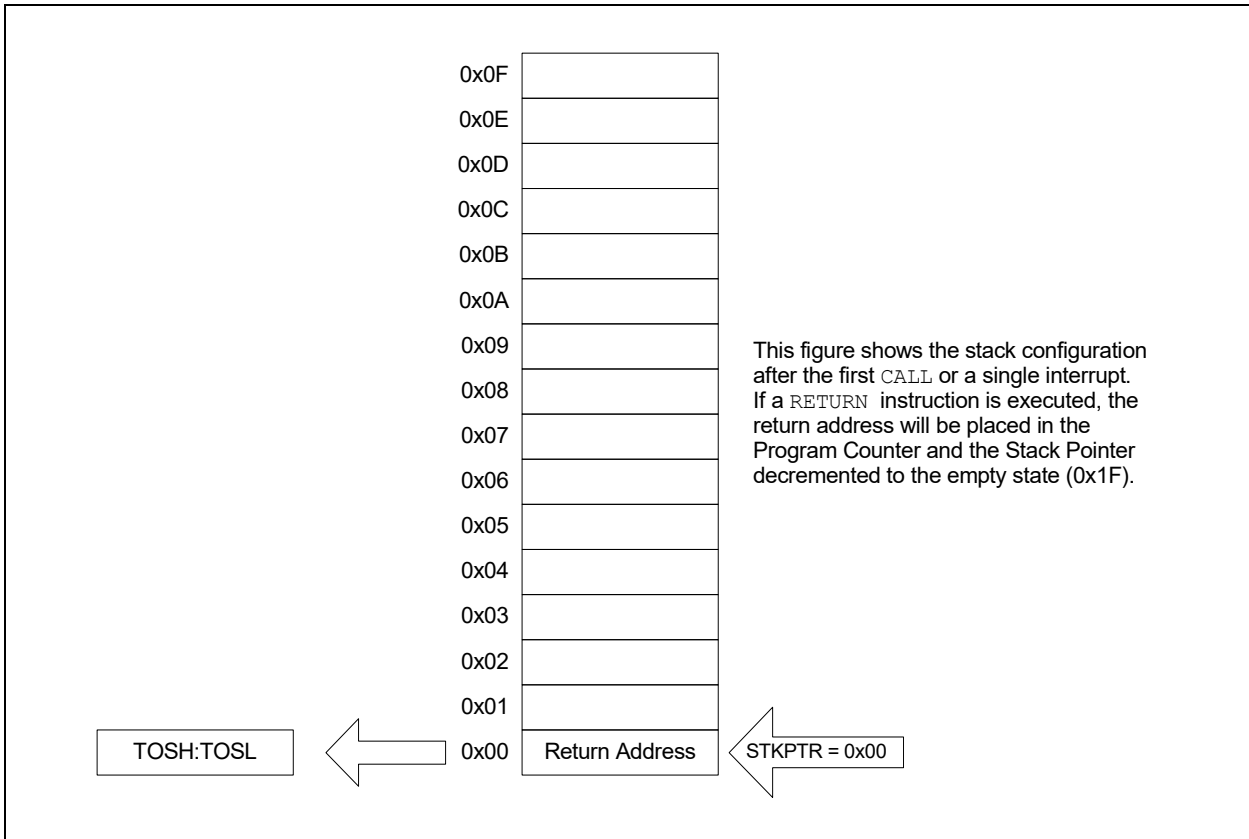 0x0F
0x0E
0x0D
0x0C
0x0B
0x0A
0x09
0x08
0x07
0x06
0x05
0x04
0x03
0x02
0x01
0x00
This figure shows the stack configuration
after the first CALL or a single interrupt.
If a RETURN instruction is executed, the
return address will be placed in the
Program Counter and the Stack Pointer
decremented to the empty state (0x1F).
TOSH:TOSL
Return Address
STKPTR = 0x00